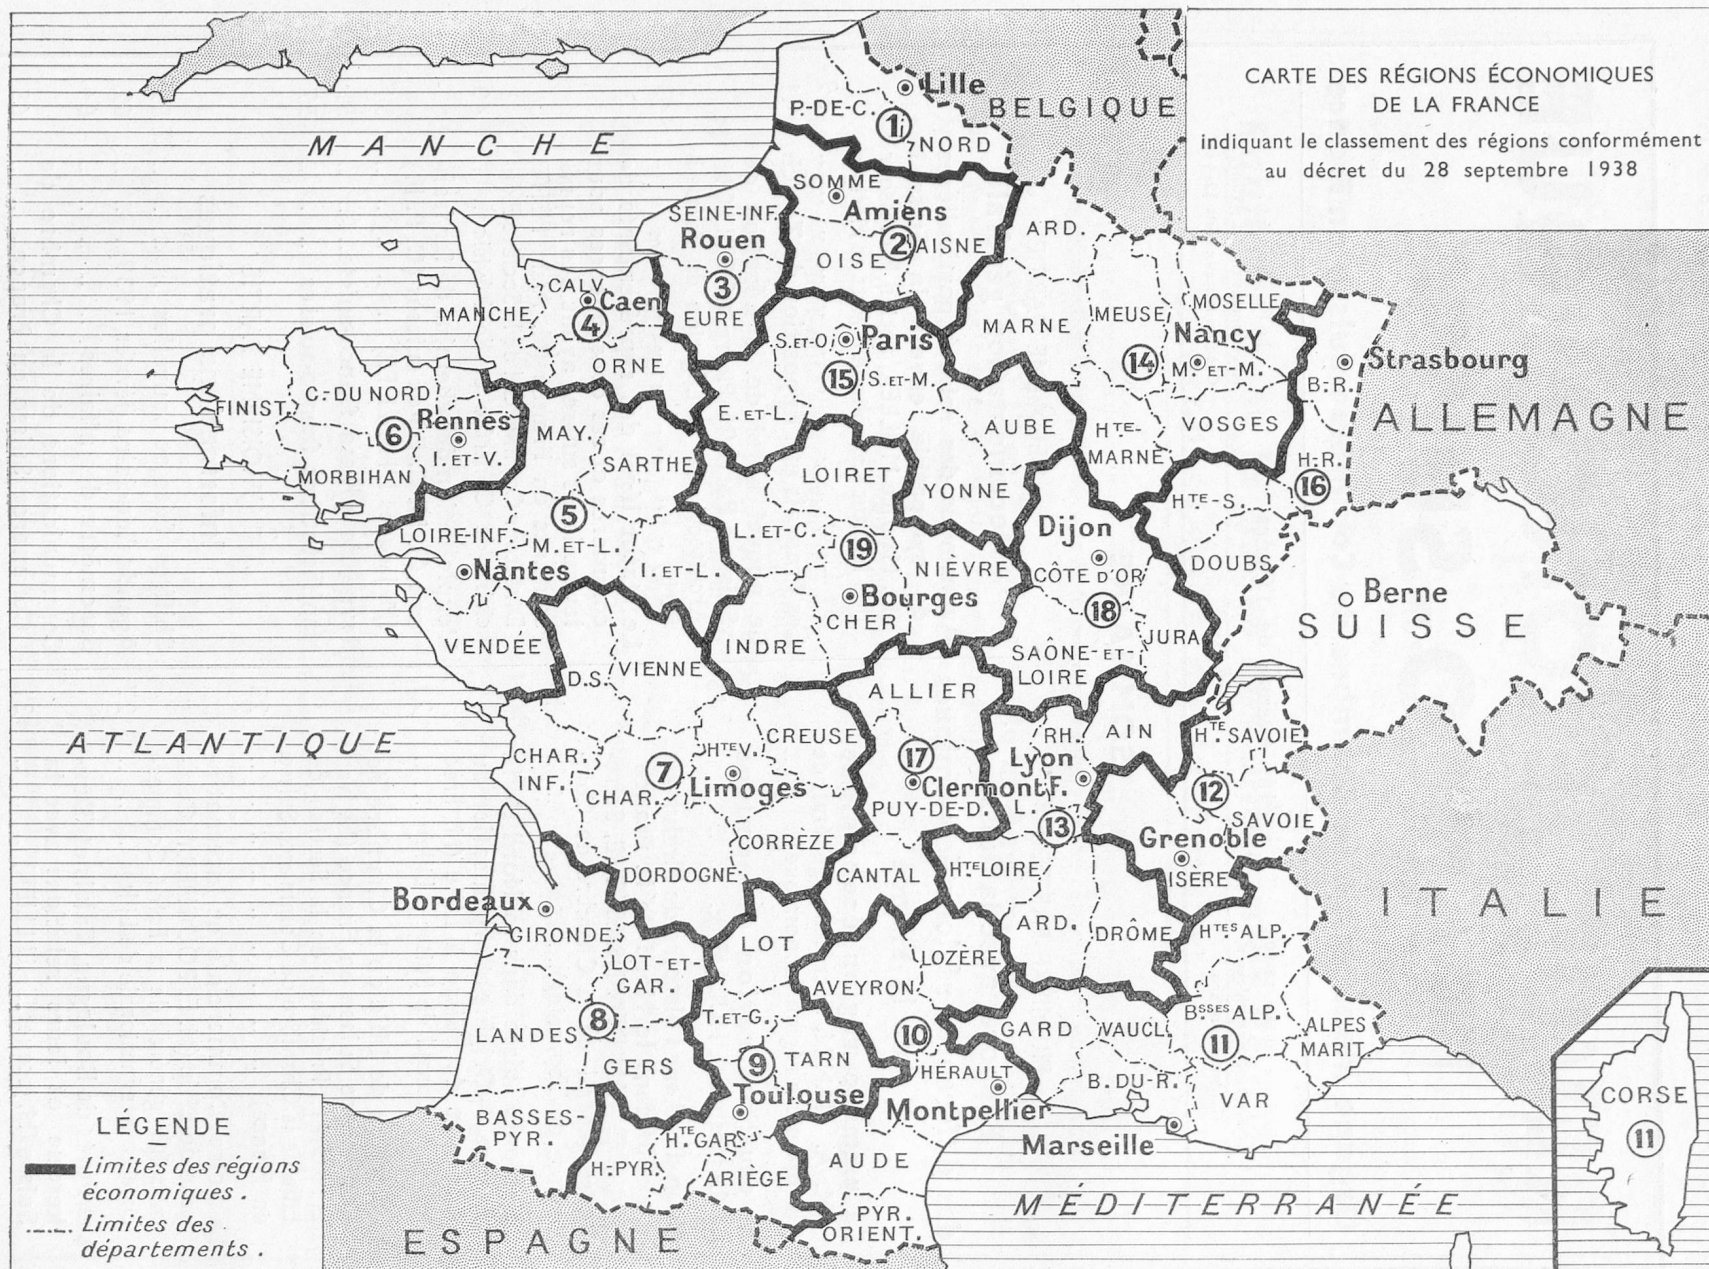 CARTE DES RÉGIONS ÉCONOMIQUES
DE LA FRANCE
indiquant le classement des régions conformément
au décret du 28 septembre 1938
Lille
BELGIQUE
P.-DE-C.
1
NORD
MANCHE
SOMME
Amiens
2
AISNE
OISE
ARD.
SEINE-INF.
Rouen
3
EURE
CALV.
Caen
4
MANCHE
ORNE
MARNE
MEUSE
MOSELLE
Nancy
14
M.-ET-M.
Strasbourg
B.-R.
ALLEMAGNE
S.-ET-O.
Paris
15
S.-ET-M.
E.-ET-L.
AUBE
HTE-
MARNE
VOSGES
H.-R.
16
C.-DU NORD
FINIST.
6
Rennes
I.-ET-V.
MORBIHAN
MAY.
SARTHE
LOIRET
YONNE
HTE-S.
LOIRE-INF.
5
M.-ET-L.
Nantes
I.-ET-L.
L.-ET-C.
19
NIÈVRE
Bourges
CHER
INDRE
Dijon
CÔTE D'OR
18
DOUBS
JURA
SAÔNE-ET-
LOIRE
Berne
SUISSE
VENDÉE
D.S.
VIENNE
ALLIER
ATLANTIQUE
CHAR.
INF.
CHAR.
7
HTE V.
Limoges
CREUSE
17
Clermont F.
PUY-DE-D.
RH.
Lyon
L.
13
AIN
HTE SAVOIE
12
SAVOIE
Grenoble
ISÈRE
CORRÈZE
DORDOGNE
CANTAL
HTE LOIRE
ARD.
DRÔME
HTES ALP.
ITALIE
Bordeaux
GIRONDE
LOT-ET-
GAR.
LOT
AVEYRON
LOZÈRE
LANDES
8
GERS
T.-ET-G.
9
TARN
Toulouse
10
HÉRAULT
Montpellier
GARD
VAUCL.
BSSES ALP.
11
ALPES
MARIT.
B.-DU-R.
VAR
Marseille
BASSES-
PYR.
H.-PYR.
HTE GAR.
ARIÈGE
AUDE
PYR.
ORIENT.
ESPAGNE
MÉDITERRANÉE
CORSE
11
LÉGENDE
Limites des régions
économiques.
Limites des
départements.